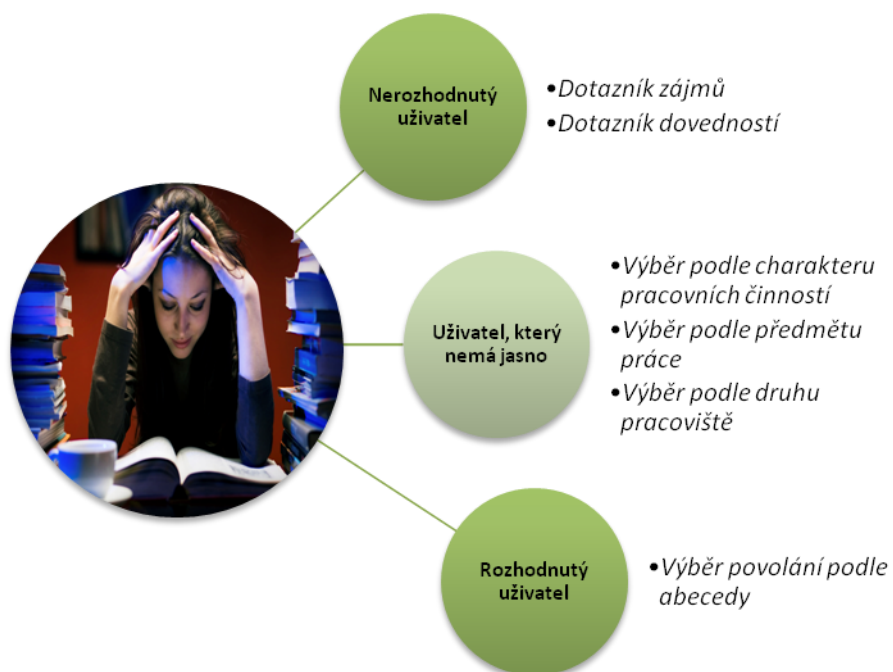 Nerozhodnutý
uživatel
•Dotazník zájmů
•Dotazník dovedností
Uživatel, který
nemá jasno
•Výběr podle charakteru
pracovních činností
•Výběr podle předmětu
práce
•Výběr podle druhu
pracoviště
Rozhodnutý
uživatel
•Výběr povolání podle
abecedy